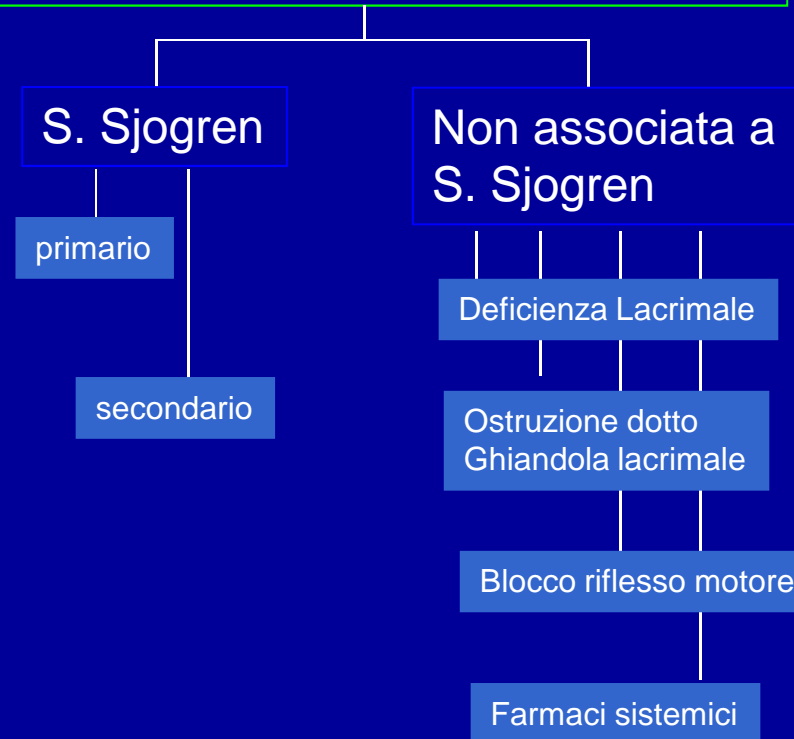 S. Sjogren
primario
secondario
Non associata a
S. Sjogren
Deficienza Lacrimale
Ostruzione dotto
Ghiandola lacrimale
Blocco riflesso motore
Farmaci sistemici